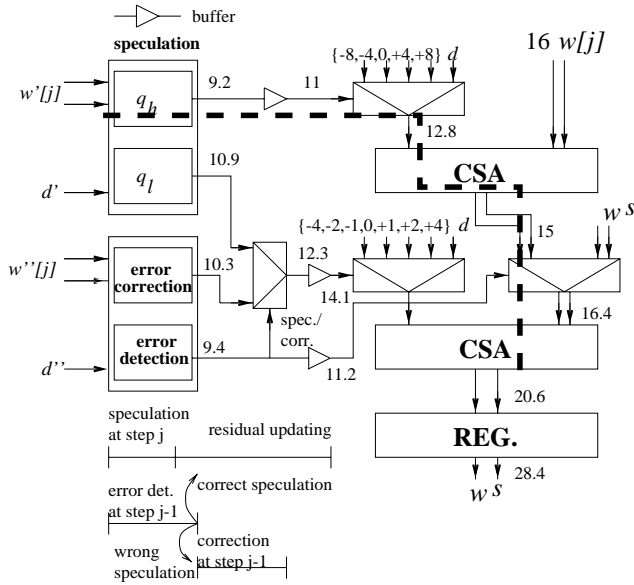 buffer
speculation
{-8,-4,0,+4,+8} d
16 w[j]
9.2
11
w'[j]
q_h
12.8
10.9
CSA
q_l
d'
{-4,-2,-1,0,+1,+2,+4} d
w s
15
12.3
w''[j]
error
correction
10.3
14.1
16.4
spec./
corr.
error
detection
9.4
CSA
d''
11.2
20.6
speculation
at step j
residual updating
REG.
28.4
w s
error det.
at step j-1
correct speculation
wrong
speculation
correction
at step j-1